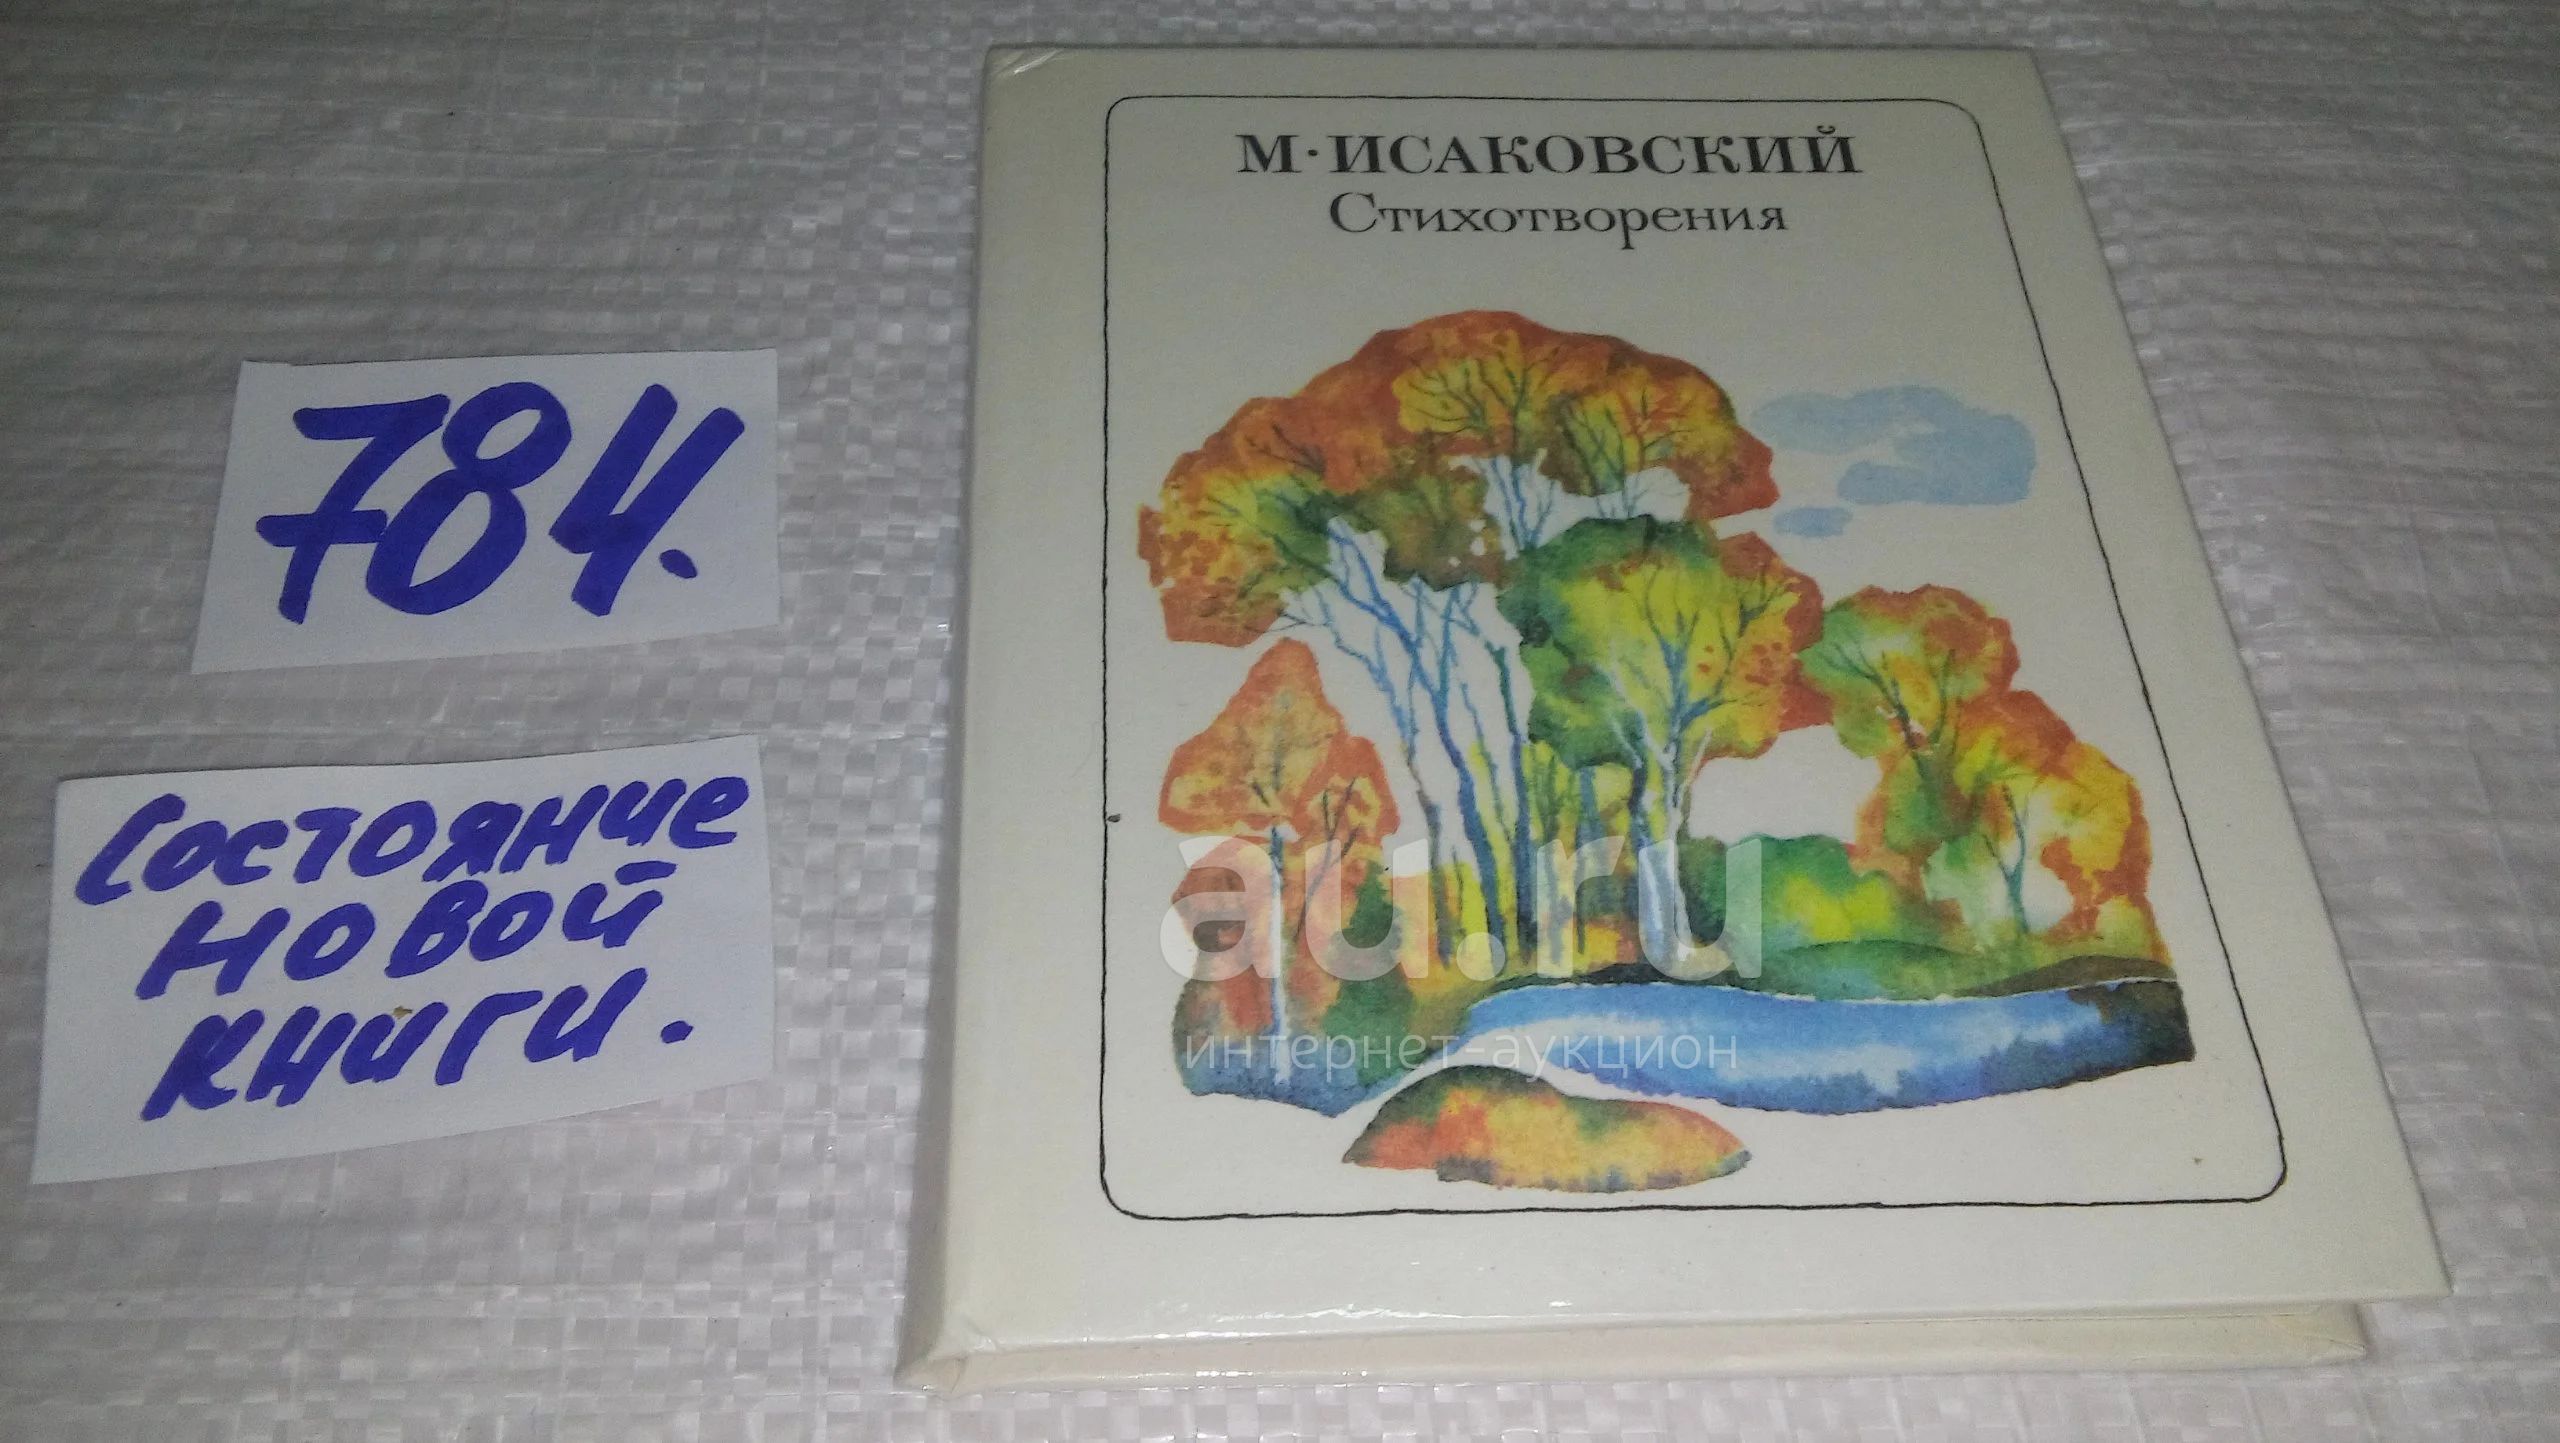 М·ИСАКОВСКИЙ
Стихотворения
784.
Состояние
новой
книги.
au.ru
интернет-аукцион